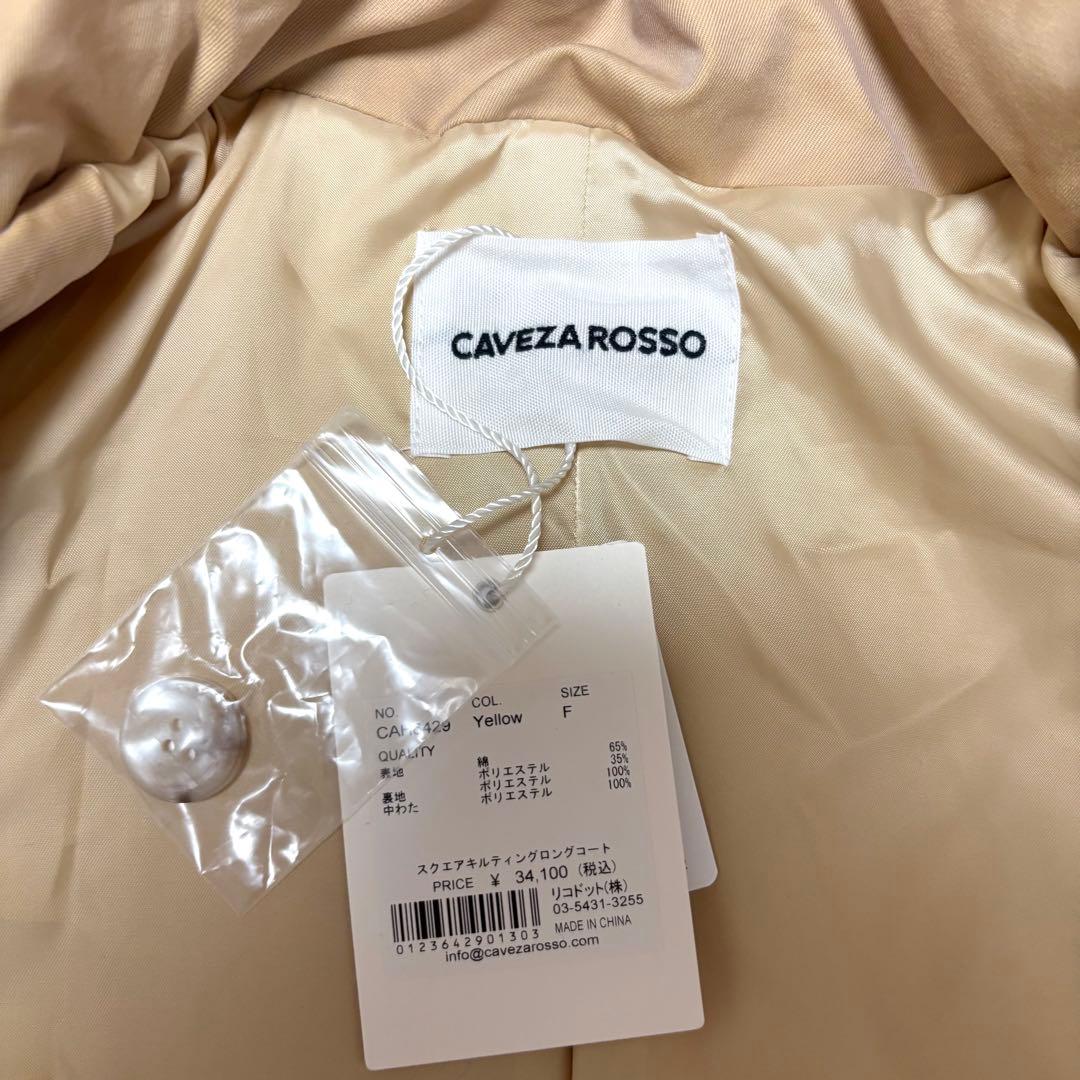 CAVEZA ROSSO
NO. COL. SIZE
Yellow F
QUALITY
表地 綿 65%
ポリエステル 35%
裏地 ポリエステル 100%
中わた ポリエステル 100%
スクエアキルティングロングコート
PRICE ¥ 34,100 (税込)
リコドット(株)
03-5431-3255
MADE IN CHINA
0123642901303
info@cavezarosso.com